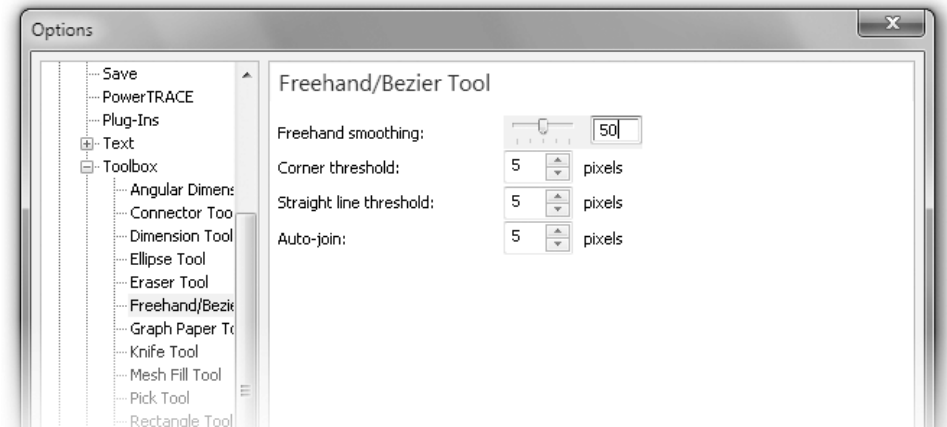 Options
Save
PowerTRACE
Plug-Ins
Text
Toolbox
Angular Dimens
Connector Too
Dimension Tool
Ellipse Tool
Eraser Tool
Freehand/Bezie
Graph Paper To
Knife Tool
Mesh Fill Tool
Pick Tool
Rectangle Tool
Freehand/Bezier Tool
Freehand smoothing: 50
Corner threshold: 5 pixels
Straight line threshold: 5 pixels
Auto-join: 5 pixels